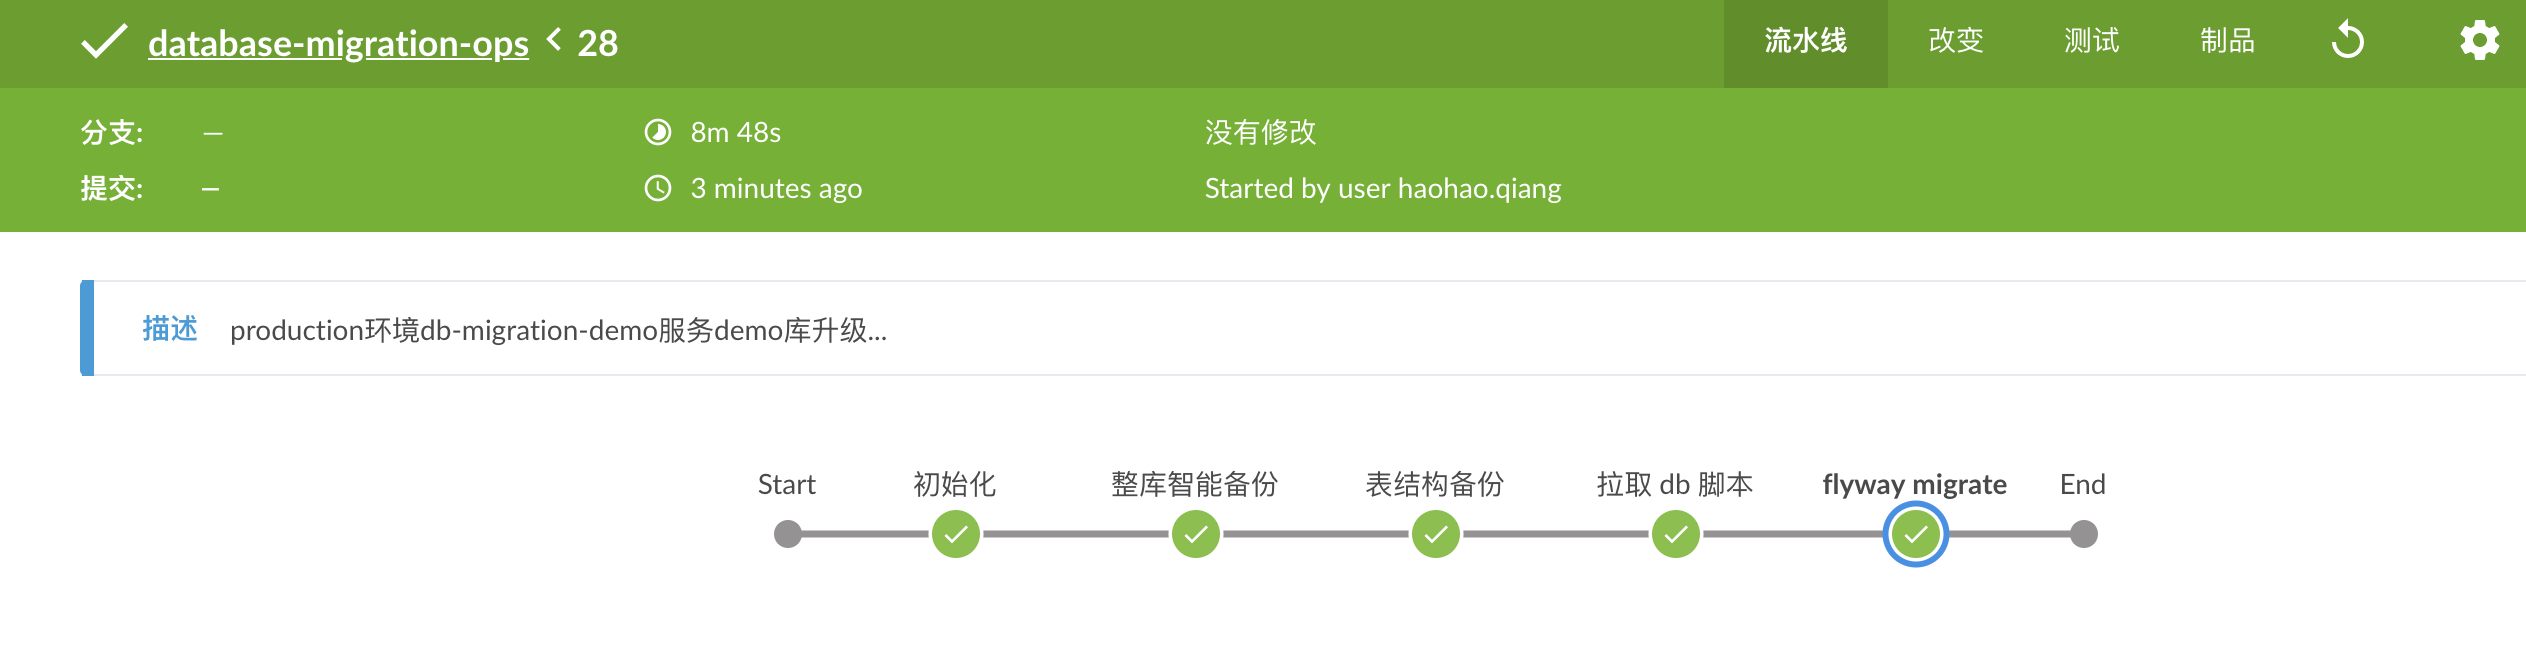 database-migration-ops < 28 流水线 改变 测试 制品
分支: — 8m 48s 没有修改
提交: – 3 minutes ago Started by user haohao.qiang
描述 production环境db-migration-demo服务demo库升级...
Start 初始化 整库智能备份 表结构备份 拉取 db 脚本 flyway migrate End